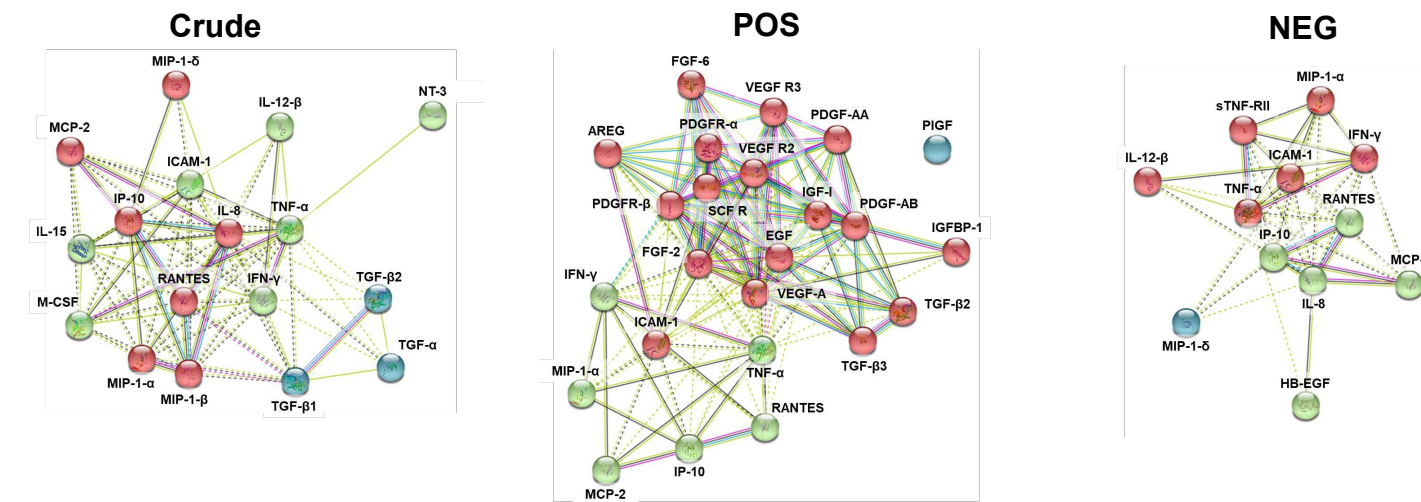 Crude
POS
NEG
MIP-1-δ
NT-3
IL-12-β
MCP-2
ICAM-1
IP-10
IL-8
TNF-α
IL-15
RANTES
IFN-γ
TGF-β2
M-CSF
TGF-α
MIP-1-α
MIP-1-β
TGF-β1
FGF-6
VEGF R3
PDGFR-α
PDGF-AA
PIGF
AREG
VEGF R2
IGF-I
PDGFR-β
SCF R
PDGF-AB
IGFBP-1
EGF
FGF-2
IFN-γ
VEGF-A
TGF-β2
ICAM-1
TGF-β3
MIP-1-α
TNF-α
RANTES
IP-10
MCP-2
MIP-1-α
sTNF-RII
IFN-γ
IL-12-β
ICAM-1
TNF-α
RANTES
IP-10
MCP-
IL-8
MIP-1-δ
HB-EGF